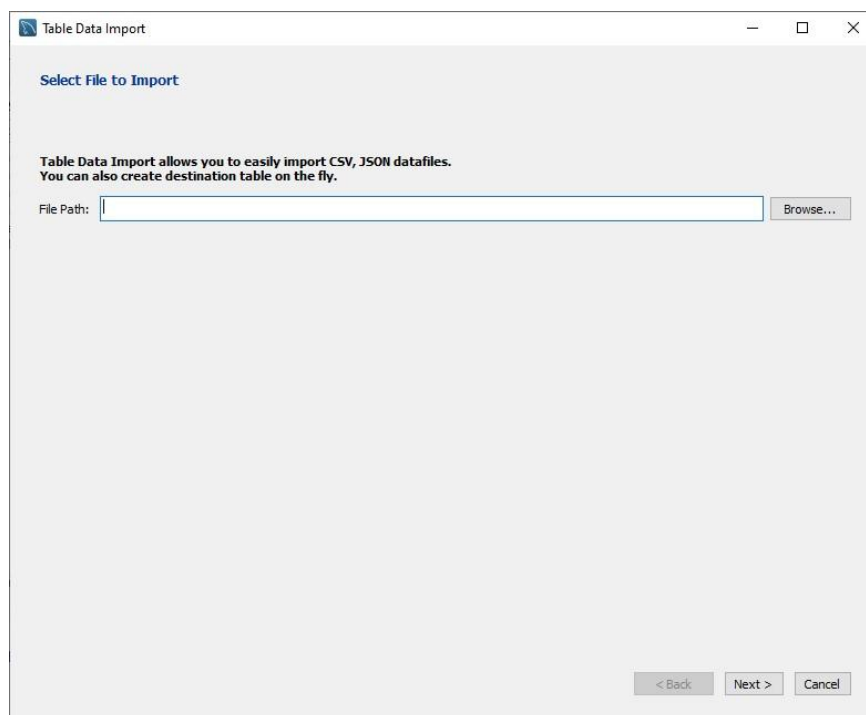 Table Data Import
Select File to Import
Table Data Import allows you to easily import CSV, JSON datafiles.
You can also create destination table on the fly.
File Path:
Browse...
< Back
Next >
Cancel